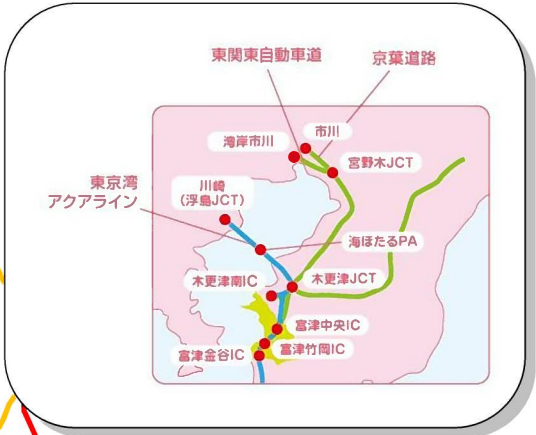 東関東自動車道
京葉道路
市川
湾岸市川
宮野木JCT
東京湾
アクアライン
川崎
(浮島JCT)
海ほたるPA
木更津南IC
木更津JCT
富津中央IC
富津竹岡IC
富津金谷IC